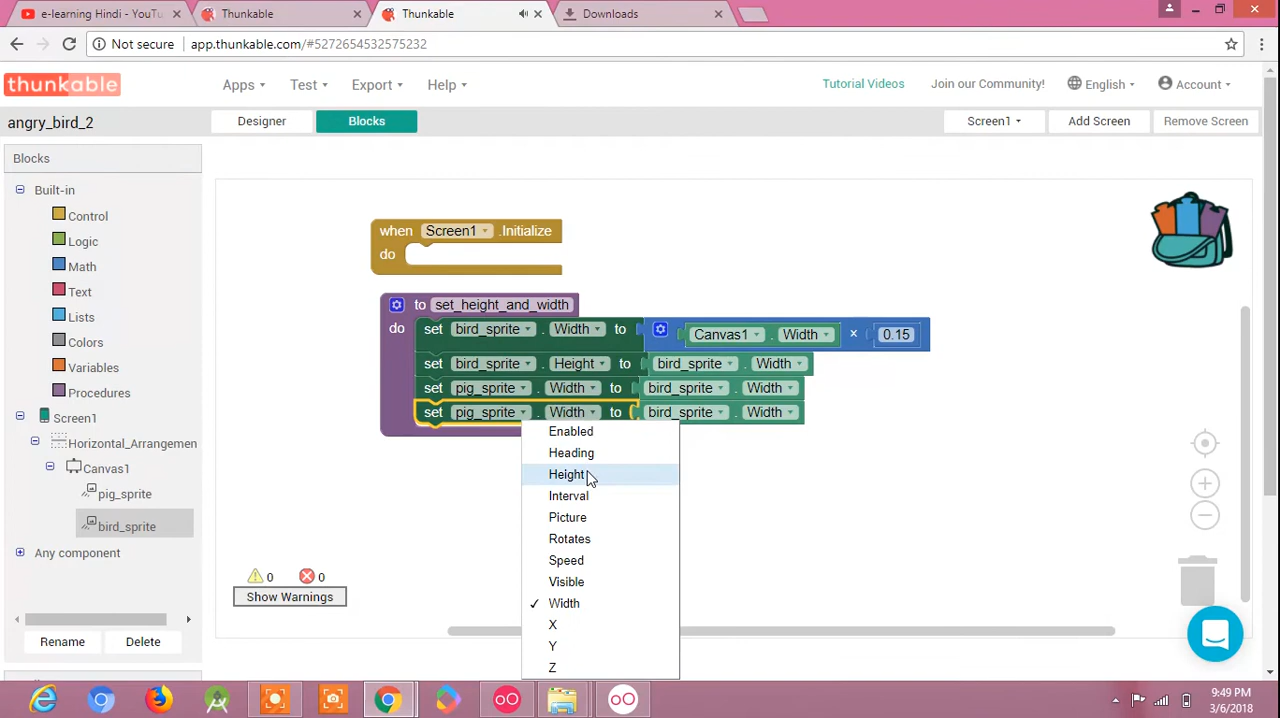 e-learning Hindi - YouTu
Thunkable
Thunkable
Downloads
Not secure
app.thunkable.com/#5272654532575232
thunkable
Apps
Test
Export
Help
Tutorial Videos
Join our Community!
English
Account
angry_bird_2
Designer
Blocks
Screen1
Add Screen
Remove Screen
Blocks
Built-in
Control
Logic
Math
Text
Lists
Colors
Variables
Procedures
Screen1
Horizontal_Arrangemen
Canvas1
pig_sprite
bird_sprite
Any component
Rename
Delete
when Screen1 .Initialize
do
to set_height_and_width
do set bird_sprite . Width to Canvas1 . Width × 0.15
set bird_sprite . Height to bird_sprite . Width
set pig_sprite . Width to bird_sprite . Width
set pig_sprite . Width to bird_sprite . Width
Enabled
Heading
Height
Interval
Picture
Rotates
Speed
Visible
✓ Width
X
Y
Z
0
0
Show Warnings
9:49 PM
3/6/2018